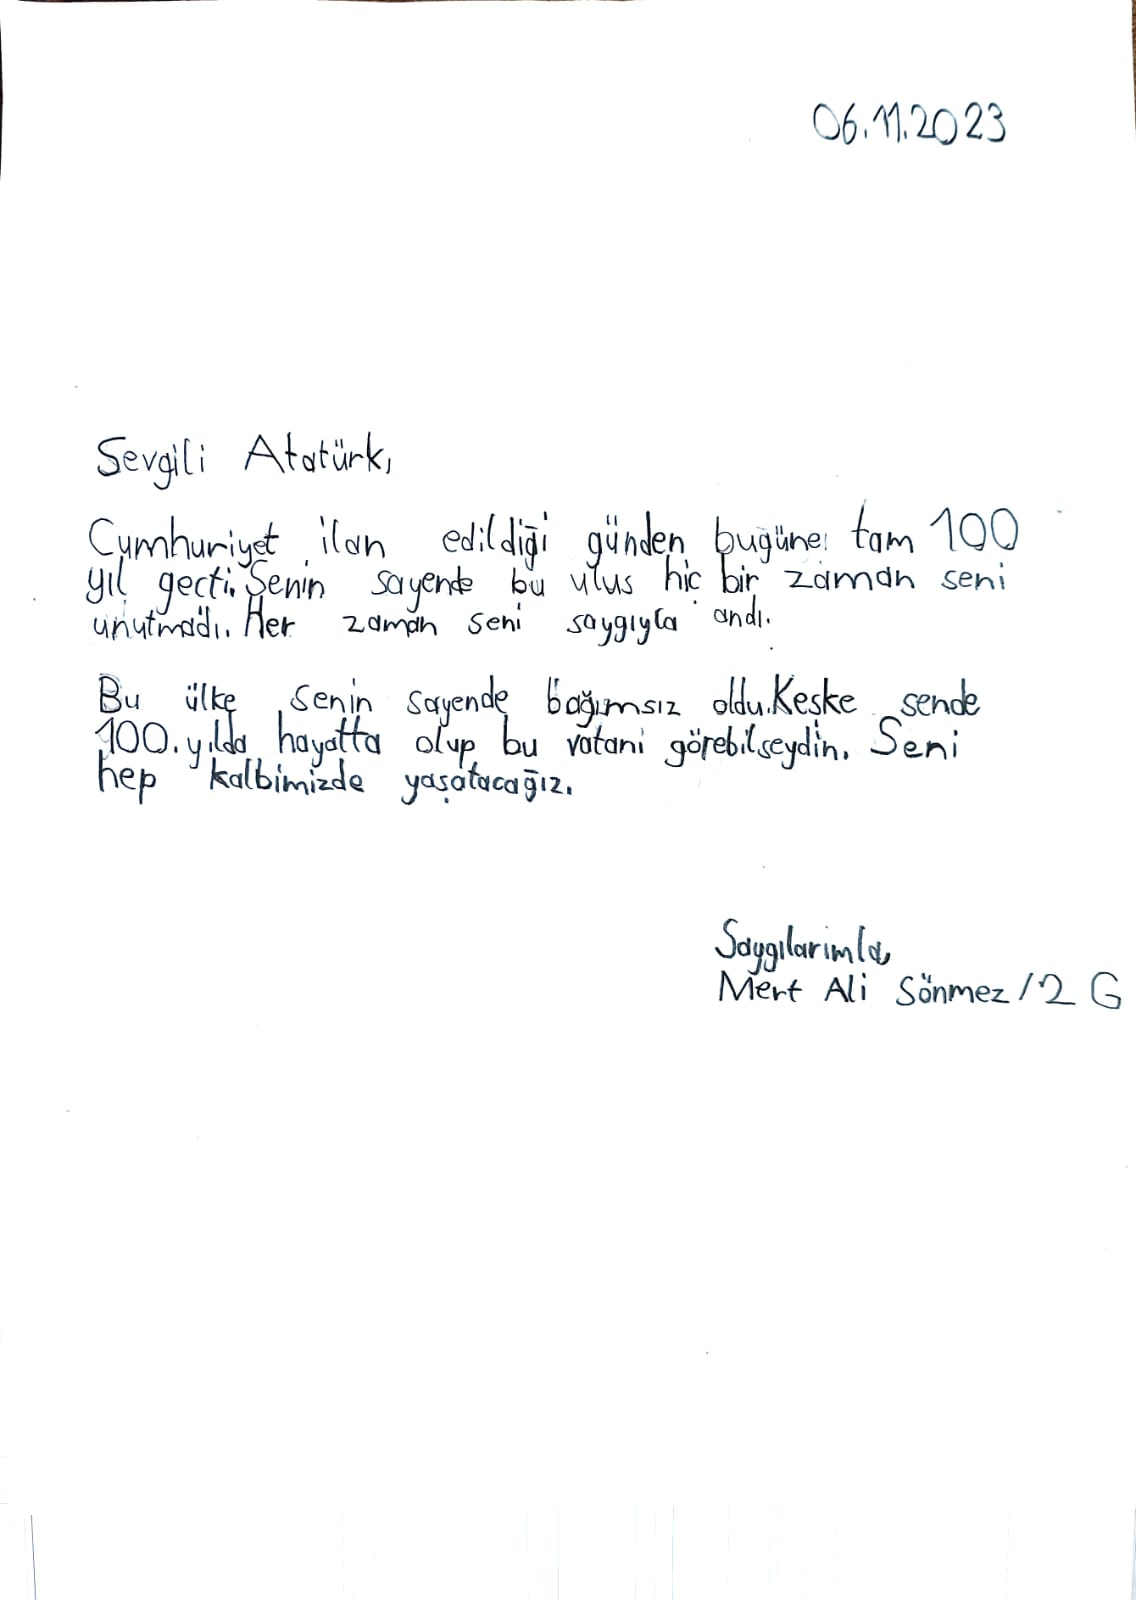 06.11.2023
Sevgili Atatürk,
Cumhuriyet ilan edildiği günden bugüne tam 100
yıl geçti. Senin sayende bu ulus hiç bir zaman seni
unutmadı. Her zaman seni saygıyla andı.
Bu ülke senin sayende bağımsız oldu. Keske sende
100. yılda hayatta olup bu vatani görebilseydin. Seni
hep kalbimizde yaşatacağız.
Saygılarimla,
Mert Ali Sönmez / 2 G